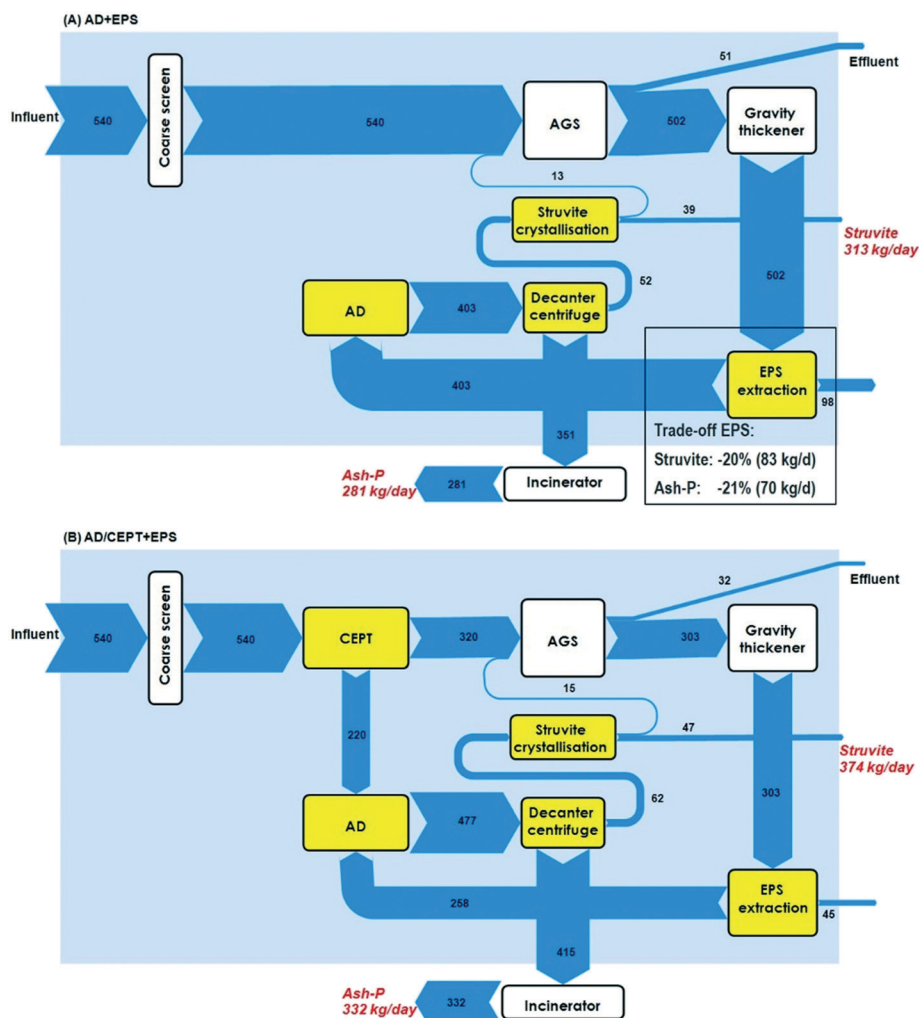 (A) AD+EPS
51
Effluent
Influent
540
Coarse screen
540
AGS
502
Gravity
thickener
13
Struvite
crystallisation
39
Struvite
313 kg/day
502
52
AD
403
Decanter
centrifuge
403
EPS
extraction
98
351
Trade-off EPS:
Struvite: -20% (83 kg/d)
Ash-P: -21% (70 kg/d)
Ash-P
281 kg/day
281
Incinerator
(B) AD/CEPT+EPS
32
Effluent
Influent
540
Coarse screen
540
CEPT
320
AGS
303
Gravity
thickener
15
220
Struvite
crystallisation
47
Struvite
374 kg/day
303
62
AD
477
Decanter
centrifuge
258
EPS
extraction
45
415
Ash-P
332 kg/day
332
Incinerator